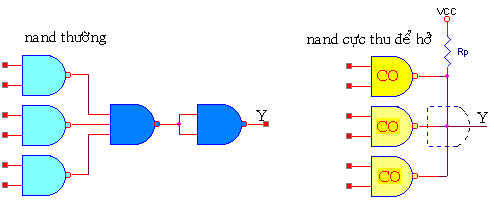 nand thường
Y
VCC
nand cực thu để hở
Rp
CO
CO
Y
CO